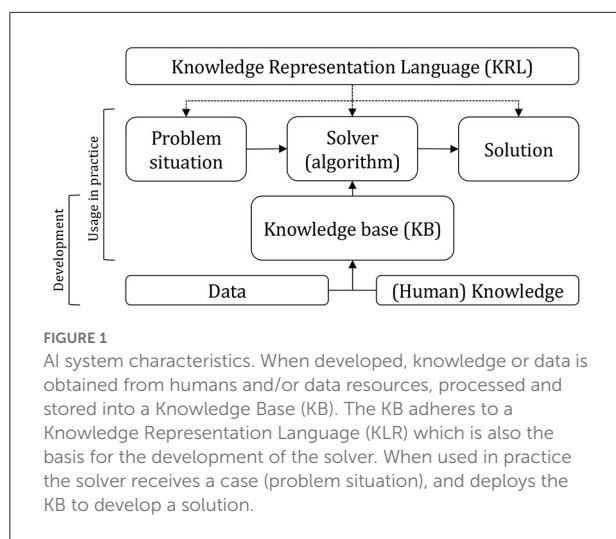 Knowledge Representation Language (KRL)
Problem
situation
Solver
(algorithm)
Solution
Usage in practice
Knowledge base (KB)
Development
Data
(Human) Knowledge
FIGURE 1
AI system characteristics. When developed, knowledge or data is
obtained from humans and/or data resources, processed and
stored into a Knowledge Base (KB). The KB adheres to a
Knowledge Representation Language (KLR) which is also the
basis for the development of the solver. When used in practice
the solver receives a case (problem situation), and deploys the
KB to develop a solution.